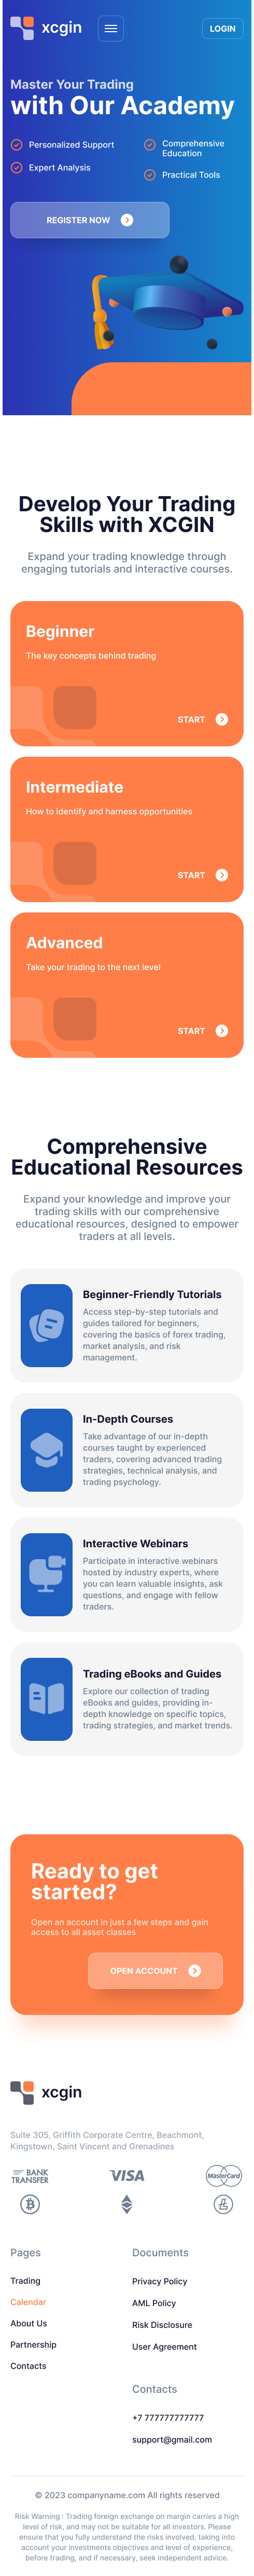 xcgin
LOGIN
Master Your Trading
with Our Academy
Personalized Support
Expert Analysis
Comprehensive
Education
Practical Tools
REGISTER NOW
Develop Your Trading
Skills with XCGIN
Expand your trading knowledge through
engaging tutorials and interactive courses.
Beginner
The key concepts behind trading
START
Intermediate
How to identify and harness opportunities
START
Advanced
Take your trading to the next level
START
Comprehensive
Educational Resources
Expand your knowledge and improve your
trading skills with our comprehensive
educational resources, designed to empower
traders at all levels.
Beginner-Friendly Tutorials
Access step-by-step tutorials and
guides tailored for beginners,
covering the basics of forex trading,
market analysis, and risk
management.
In-Depth Courses
Take advantage of our in-depth
courses taught by experienced
traders, covering advanced trading
strategies, technical analysis, and
trading psychology.
Interactive Webinars
Participate in interactive webinars
hosted by industry experts, where
you can learn valuable insights, ask
questions, and engage with fellow
traders.
Trading eBooks and Guides
Explore our collection of trading
eBooks and guides, providing in-
depth knowledge on specific topics,
trading strategies, and market trends.
Ready to get
started?
Open an account in just a few steps and gain
access to all asset classes
OPEN ACCOUNT
xcgin
Suite 305, Griffith Corporate Centre, Beachmont,
Kingstown, Saint Vincent and Grenadines
BANK
TRANSFER
VISA
MasterCard
Pages
Trading
Calendar
About Us
Partnership
Contacts
Documents
Privacy Policy
AML Policy
Risk Disclosure
User Agreement
Contacts
+7 777777777777
support@gmail.com
© 2023 companyname.com All rights reserved
Risk Warning : Trading foreign exchange on margin carries a high
level of risk, and may not be suitable for all investors. Please
ensure that you fully understand the risks involved, taking into
account your investments objectives and level of experience,
before trading, and if necessary, seek independent advice.